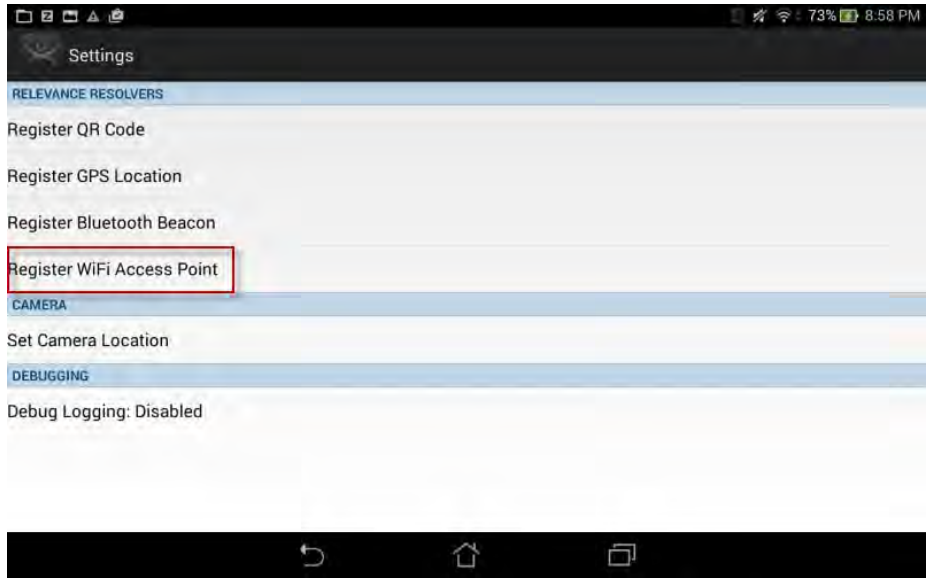 73% 8:58 PM
Settings
RELEVANCE RESOLVERS
Register QR Code
Register GPS Location
Register Bluetooth Beacon
Register WiFi Access Point
CAMERA
Set Camera Location
DEBUGGING
Debug Logging: Disabled